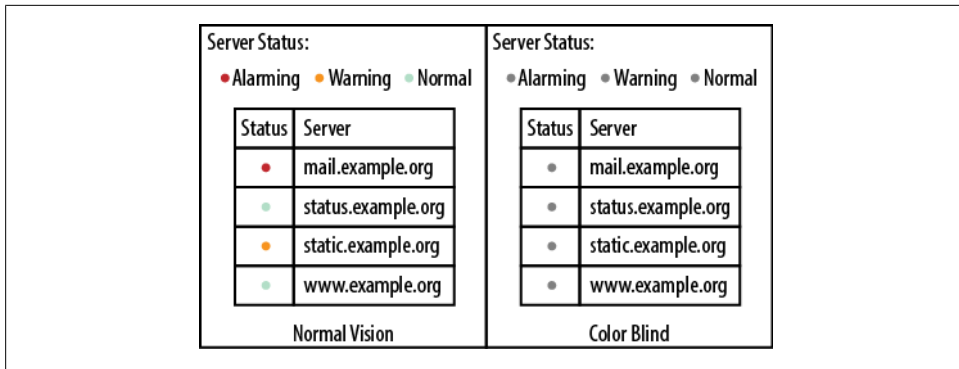 Server Status:
Alarming Warning Normal
Status Server
mail.example.org
status.example.org
static.example.org
www.example.org
Normal Vision
Server Status:
Alarming Warning Normal
Status Server
mail.example.org
status.example.org
static.example.org
www.example.org
Color Blind